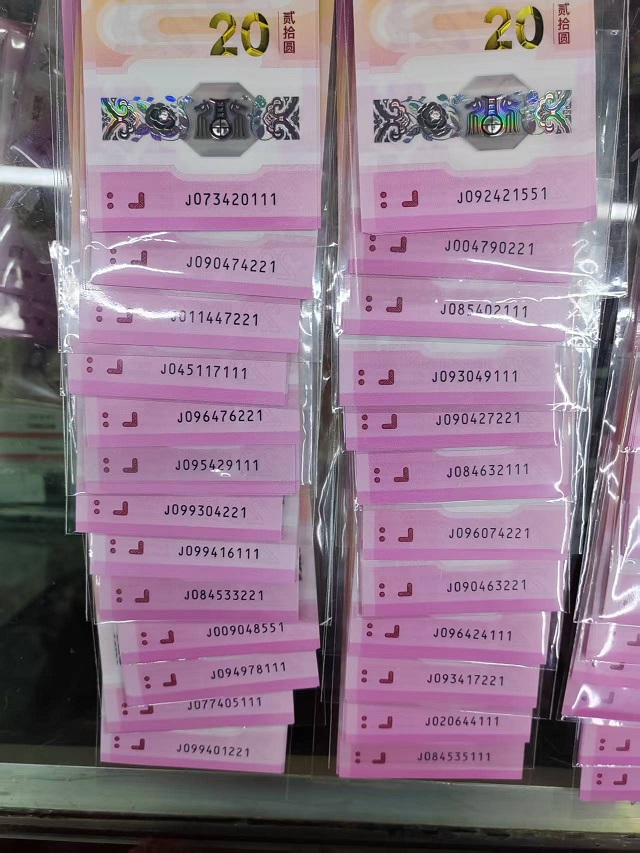 20
贰拾圆
J073420111
J090474221
J011447221
J045117111
J096476221
J095429111
J099304221
J099416111
J084533221
J009048551
J094978111
J077405111
J099401221
20
贰拾圆
J092421551
J004790221
J085402111
J093049111
J090427221
J084632111
J096074221
J090463221
J096424111
J093417221
J020644111
J084535111